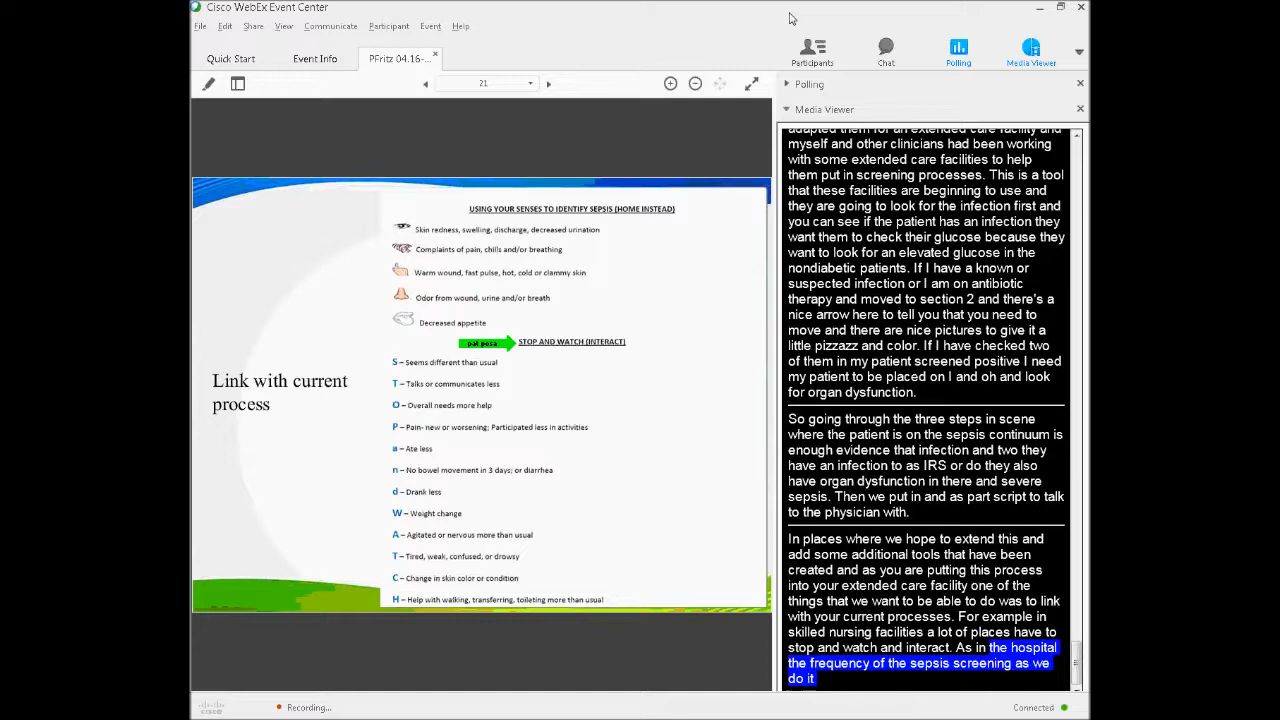 Cisco WebEx Event Center
File Edit Share View Communicate Participant Event Help
Quick Start Event Info PFritz 04.16-...
Participants Chat Polling Media Viewer
21
Polling
Media Viewer
USING YOUR SENSES TO IDENTIFY SEPSIS (HOME INSTEAD)
Skin redness, swelling, discharge, decreased urination
Complaints of pain, chills and/or breathing
Warm wound, fast pulse, hot, cold or clammy skin
Odor from wound, urine and/or breath
Decreased appetite
pat posa
STOP AND WATCH (INTERACT)
Link with current
process
S – Seems different than usual
T – Talks or communicates less
O – Overall needs more help
P – Pain- new or worsening; Participated less in activities
a – Ate less
n – No bowel movement in 3 days; or diarrhea
d – Drank less
W – Weight change
A – Agitated or nervous more than usual
T – Tired, weak, confused, or drowsy
C – Change in skin color or condition
H – Help with walking, transferring, toileting more than usual
adapted them for an extended care facility and
myself and other clinicians had been working
with some extended care facilities to help
them put in screening processes. This is a tool
that these facilities are beginning to use and
they are going to look for the infection first and
you can see if the patient has an infection they
want them to check their glucose because they
want to look for an elevated glucose in the
nondiabetic patients. If I have a known or
suspected infection or I am on antibiotic
therapy and moved to section 2 and there's a
nice arrow here to tell you that you need to
move and there are nice pictures to give it a
little pizzazz and color. If I have checked two
of them in my patient screened positive I need
my patient to be placed on I and oh and look
for organ dysfunction.
So going through the three steps in scene
where the patient is on the sepsis continuum is
enough evidence that infection and two they
have an infection to as IRS or do they also
have organ dysfunction in there and severe
sepsis. Then we put in and as part script to talk
to the physician with.
In places where we hope to extend this and
add some additional tools that have been
created and as you are putting this process
into your extended care facility one of the
things that we want to be able to do was to link
with your current processes. For example in
skilled nursing facilities a lot of places have to
stop and watch and interact. As in the hospital
the frequency of the sepsis screening as we
do it
cisco
Recording...
Connected